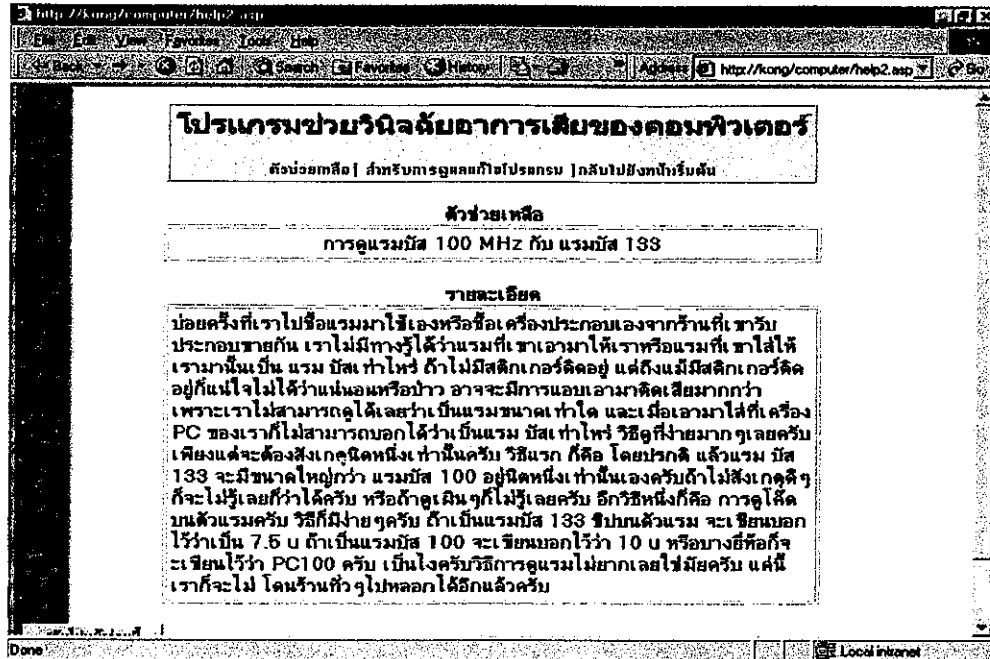 http://kong/computer/help2.asp
File Edit View Favorites Tools Help
Back Search Favorites History Address http://kong/computer/help2.asp Go
โปรแกรมช่วยวินิจฉัยอาการเสียของคอมพิวเตอร์
ตัวช่วยเหลือ| สำหรับการดูแลแก้ไขโปรแกรม |กลับไปยังหน้าเริ่มต้น
ตัวช่วยเหลือ
การดูแรมบัส 100 MHz กับ แรมบัส 133
รายละเอียด
บ่อยครั้งที่เราไปซื้อแรมมาใช้เองหรือซื้อเครื่องประกอบเองจากร้านที่เขารับ
ประกอบขายกัน เราไม่มีทางรู้ได้ว่าแรมที่เขาเอามาให้เราหรือแรมที่เขาใส่ให้
เรามานั้นเป็น แรม บัสเท่าไหร่ ถ้าไม่มีสติกเกอร์ติดอยู่ แต่ถึงแม้มีสติกเกอร์ติด
อยู่ก็แน่ใจไม่ได้ว่าแน่นอนหรือป่าว อาจจะมีการแอบเอามาติดเสียมากกว่า
เพราะเราไม่สามารถดูได้เลยว่าเป็นแรมขนาดเท่าใด และเมื่อเอามาใส่ที่เครื่อง
PC ของเราก็ไม่สามารถบอกได้ว่าเป็นแรม บัสเท่าไหร่ วิธีดูที่ง่ายมากๆเลยครับ
เพียงแต่จะต้องสังเกตุนิดหนึ่งเท่านั้นครับ วิธีแรก ก็คือ โดยปรกติ แล้วแรม บัส
133 จะมีขนาดใหญ่กว่า แรมบัส 100 อยู่นิดหนึ่งเท่านั้นเองครับถ้าไม่สังเกตุดีๆ
ก็จะไม่รู้เลยก็ว่าได้ครับ หรือถ้าดูเผินๆก็ไม่รู้เลยครับ อีกวิธีหนึ่งก็คือ การดูโค๊ด
บนตัวแรมครับ วิธีก็มีง่ายๆครับ ถ้าเป็นแรมบัส 133 ชิปบนตัวแรม จะเขียนบอก
ไว้ว่าเป็น 7.5 น ถ้าเป็นแรมบัส 100 จะเขียนบอกไว้ว่า 10 น หรือบางยี่ห้อก็จ
ะเขียนไว้ว่า PC100 ครับ เป็นไงครับวิธีการดูแรมไม่ยากเลยใช่มัยครับ แค่นี้
เราก็จะไม่ โดนร้านทั่วๆไปหลอกได้อีกแล้วครับ
Done Local intranet